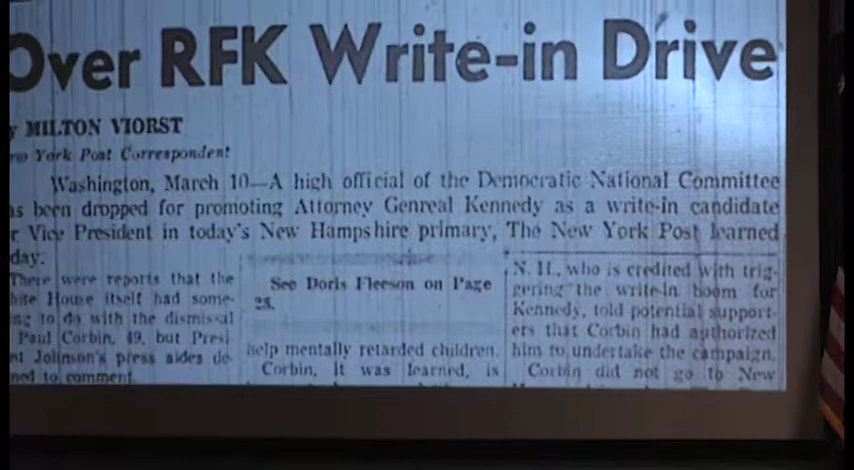 Over RFK Write-in Drive
MILTON VIORST
York Post Correspondent
Washington, March 10—A high official of the Democratic National Committee
been dropped for promoting Attorney Genreal Kennedy as a write-in candidate
Vice President in today's New Hampshire primary, The New York Post learned
day.
There were reports that the
House itself had some-
to do with the dismissal
Paul Corbin, 49, but Presi
Johnson's press aides de-
to comment
See Doris Fleeson on Page
help mentally retarded children.
Corbin, it was learned, is
N. H., who is credited with trig-
gering the write-in boom for
Kennedy, told potential support-
ers that Corbin had authorized
him to undertake the campaign.
Corbin did not go to New